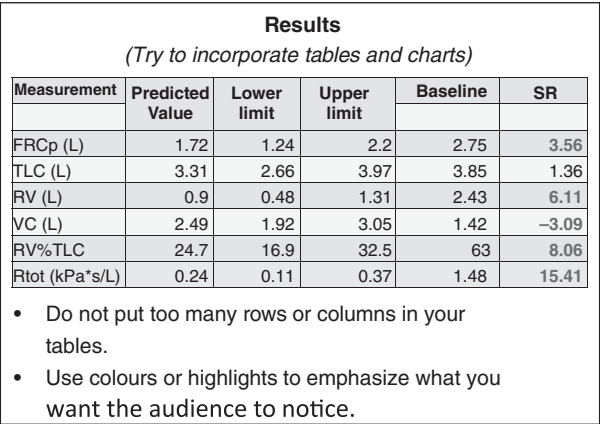 Results
(Try to incorporate tables and charts)
Measurement Predicted Value Lower limit Upper limit Baseline SR
FRCp (L) 1.72 1.24 2.2 2.75 3.56
TLC (L) 3.31 2.66 3.97 3.85 1.36
RV (L) 0.9 0.48 1.31 2.43 6.11
VC (L) 2.49 1.92 3.05 1.42 –3.09
RV%TLC 24.7 16.9 32.5 63 8.06
Rtot (kPa*s/L) 0.24 0.11 0.37 1.48 15.41
• Do not put too many rows or columns in your
tables.
• Use colours or highlights to emphasize what you
want the audience to notice.